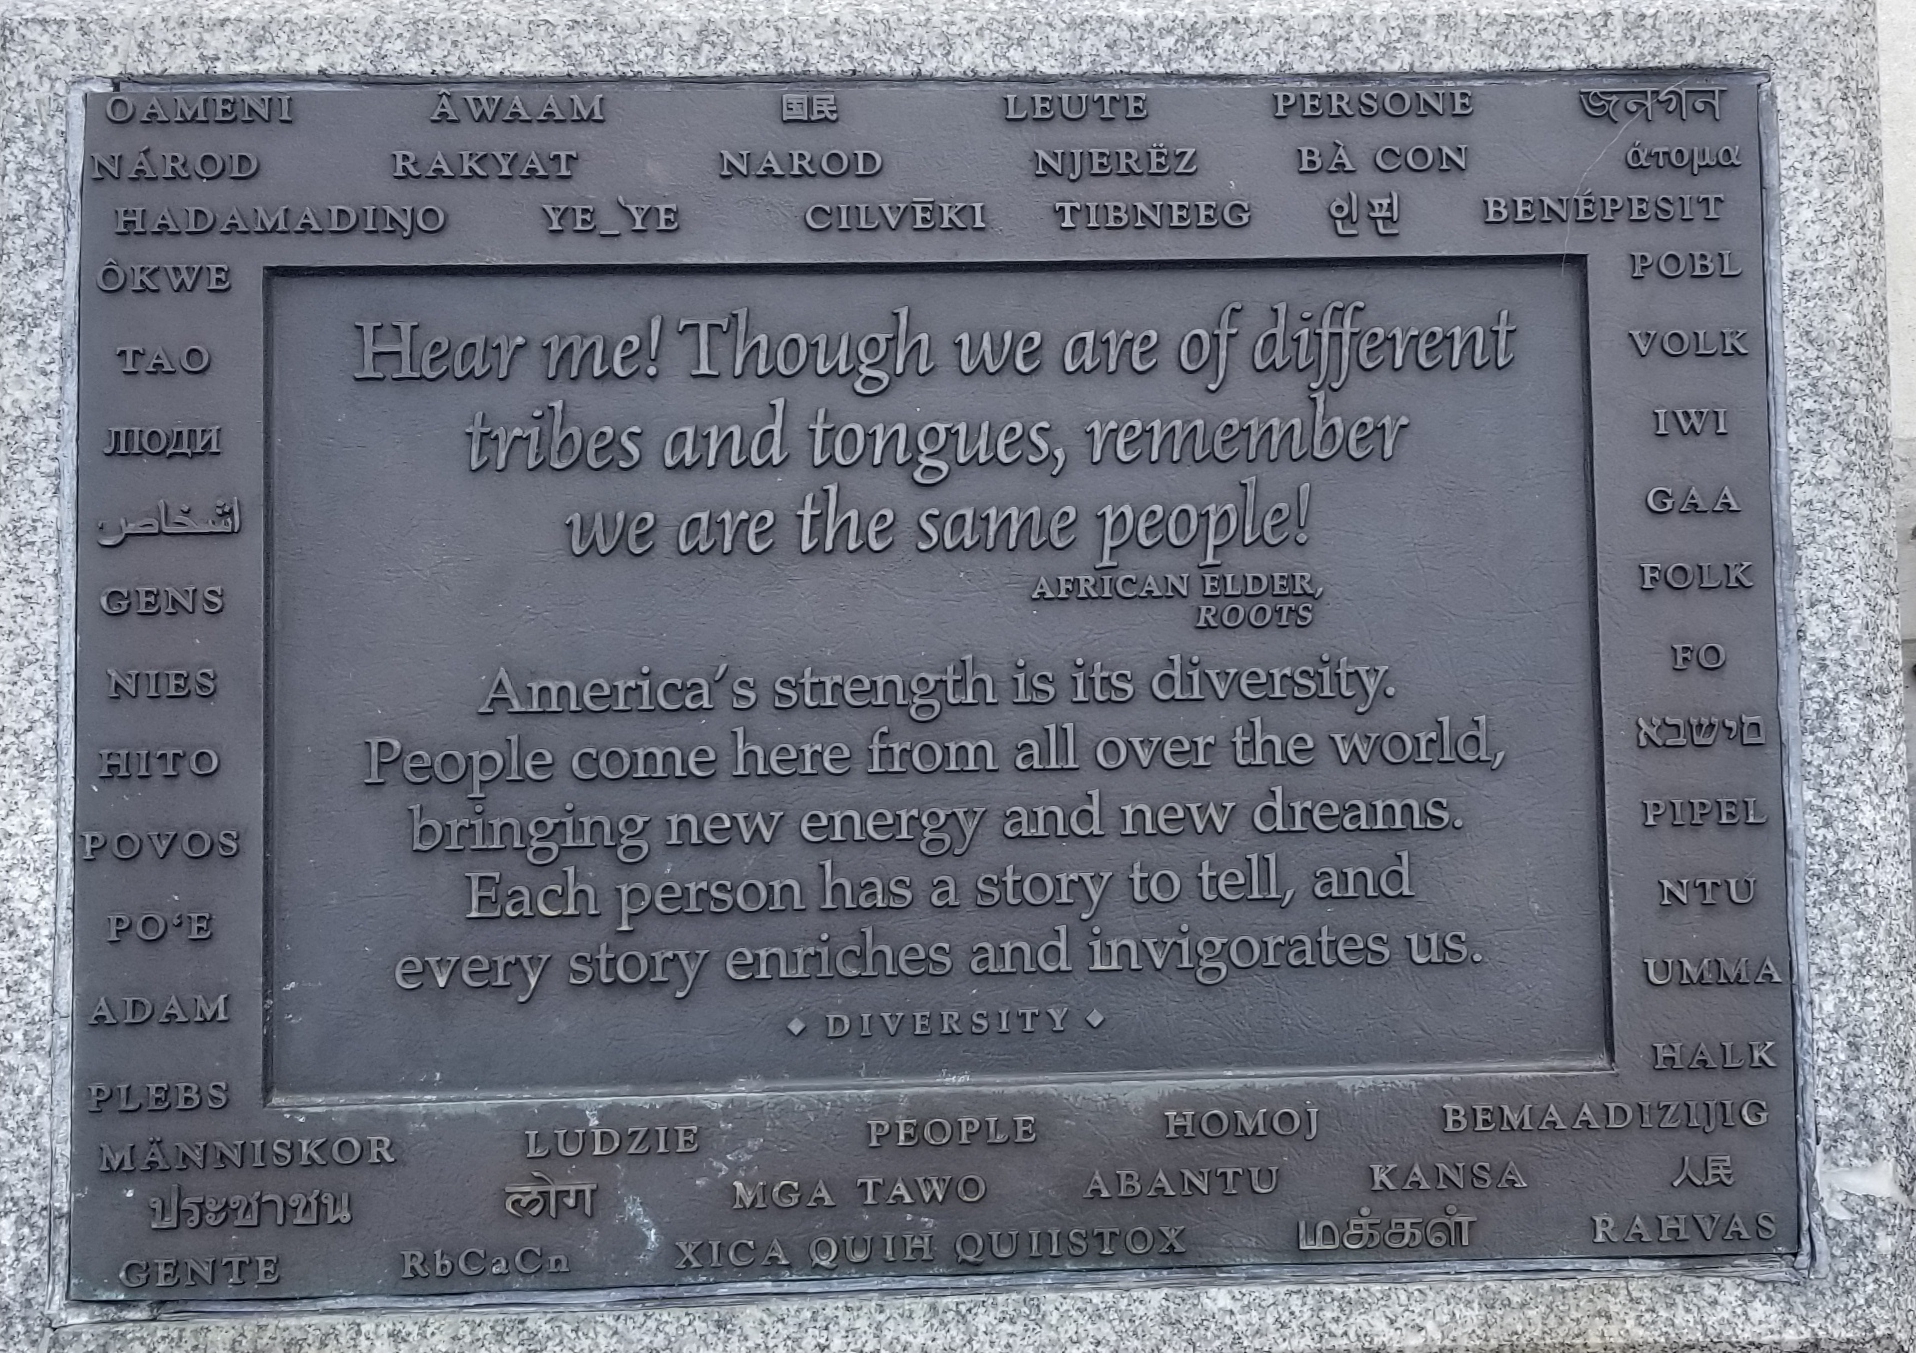 OAMENI ÂWAAM 国民 LEUTE PERSONE জনগন
NÁROD RAKYAT NAROD NJERËZ BÀ CON άτομα
HADAMADIŊO YE_'YE CILVĒKI TIBNEEG 인핀 BENÉPESIT
ÔKWE
TAO
ЛЮДИ
اشخاص
GENS
NIES
HITO
POVOS
PO‘E
ADAM
PLEBS
Hear me! Though we are of different
tribes and tongues, remember
we are the same people!
AFRICAN ELDER,
ROOTS
America's strength is its diversity.
People come here from all over the world,
bringing new energy and new dreams.
Each person has a story to tell, and
every story enriches and invigorates us.
◆ DIVERSITY ◆
POBL
VOLK
IWI
GAA
FOLK
FO
אבשים
PIPEL
NTU
UMMA
HALK
MÄNNISKOR LUDZIE PEOPLE HOMOJ BEMAADIZIJIG
ประชาชน लोग MGA TAWO ABANTU KANSA 人民
GENTE RbCaCn XICA QUIH QUIISTOX மக்கள் RAHVAS